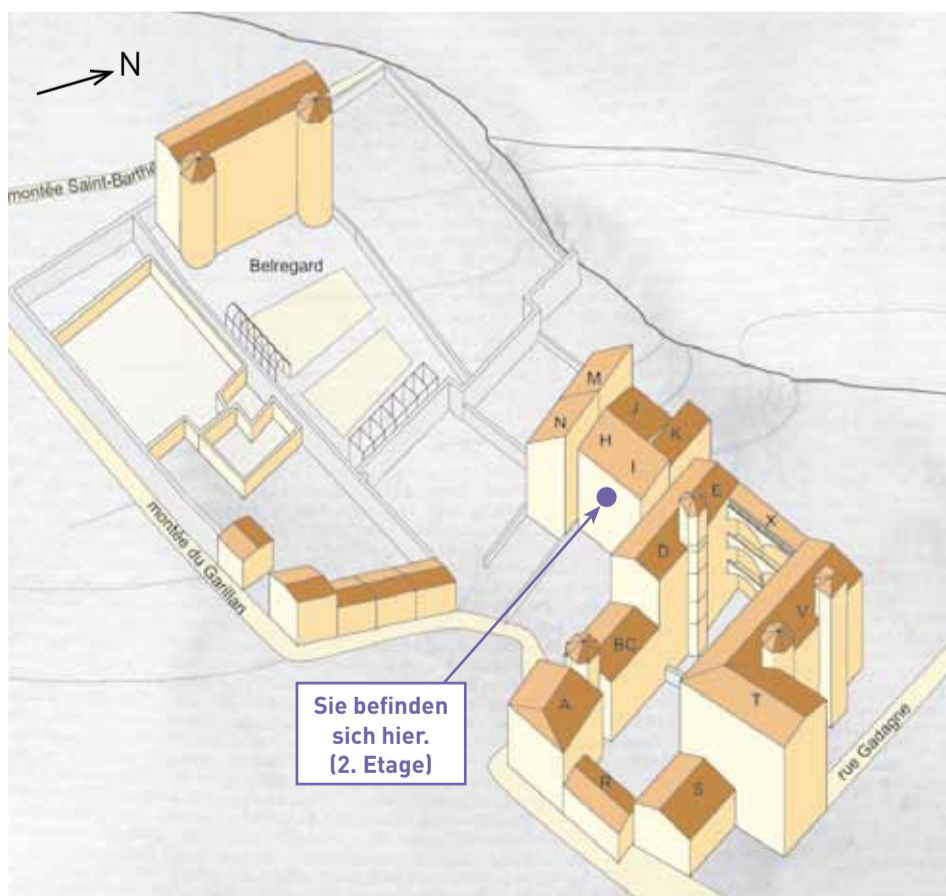 N
montée Saint-Barthé
Belregard
M
N
J
H
K
I
E
X
D
montée du Garillan
V
BC
Sie befinden
sich hier.
(2. Etage)
A
T
rue Gadagne
R
S